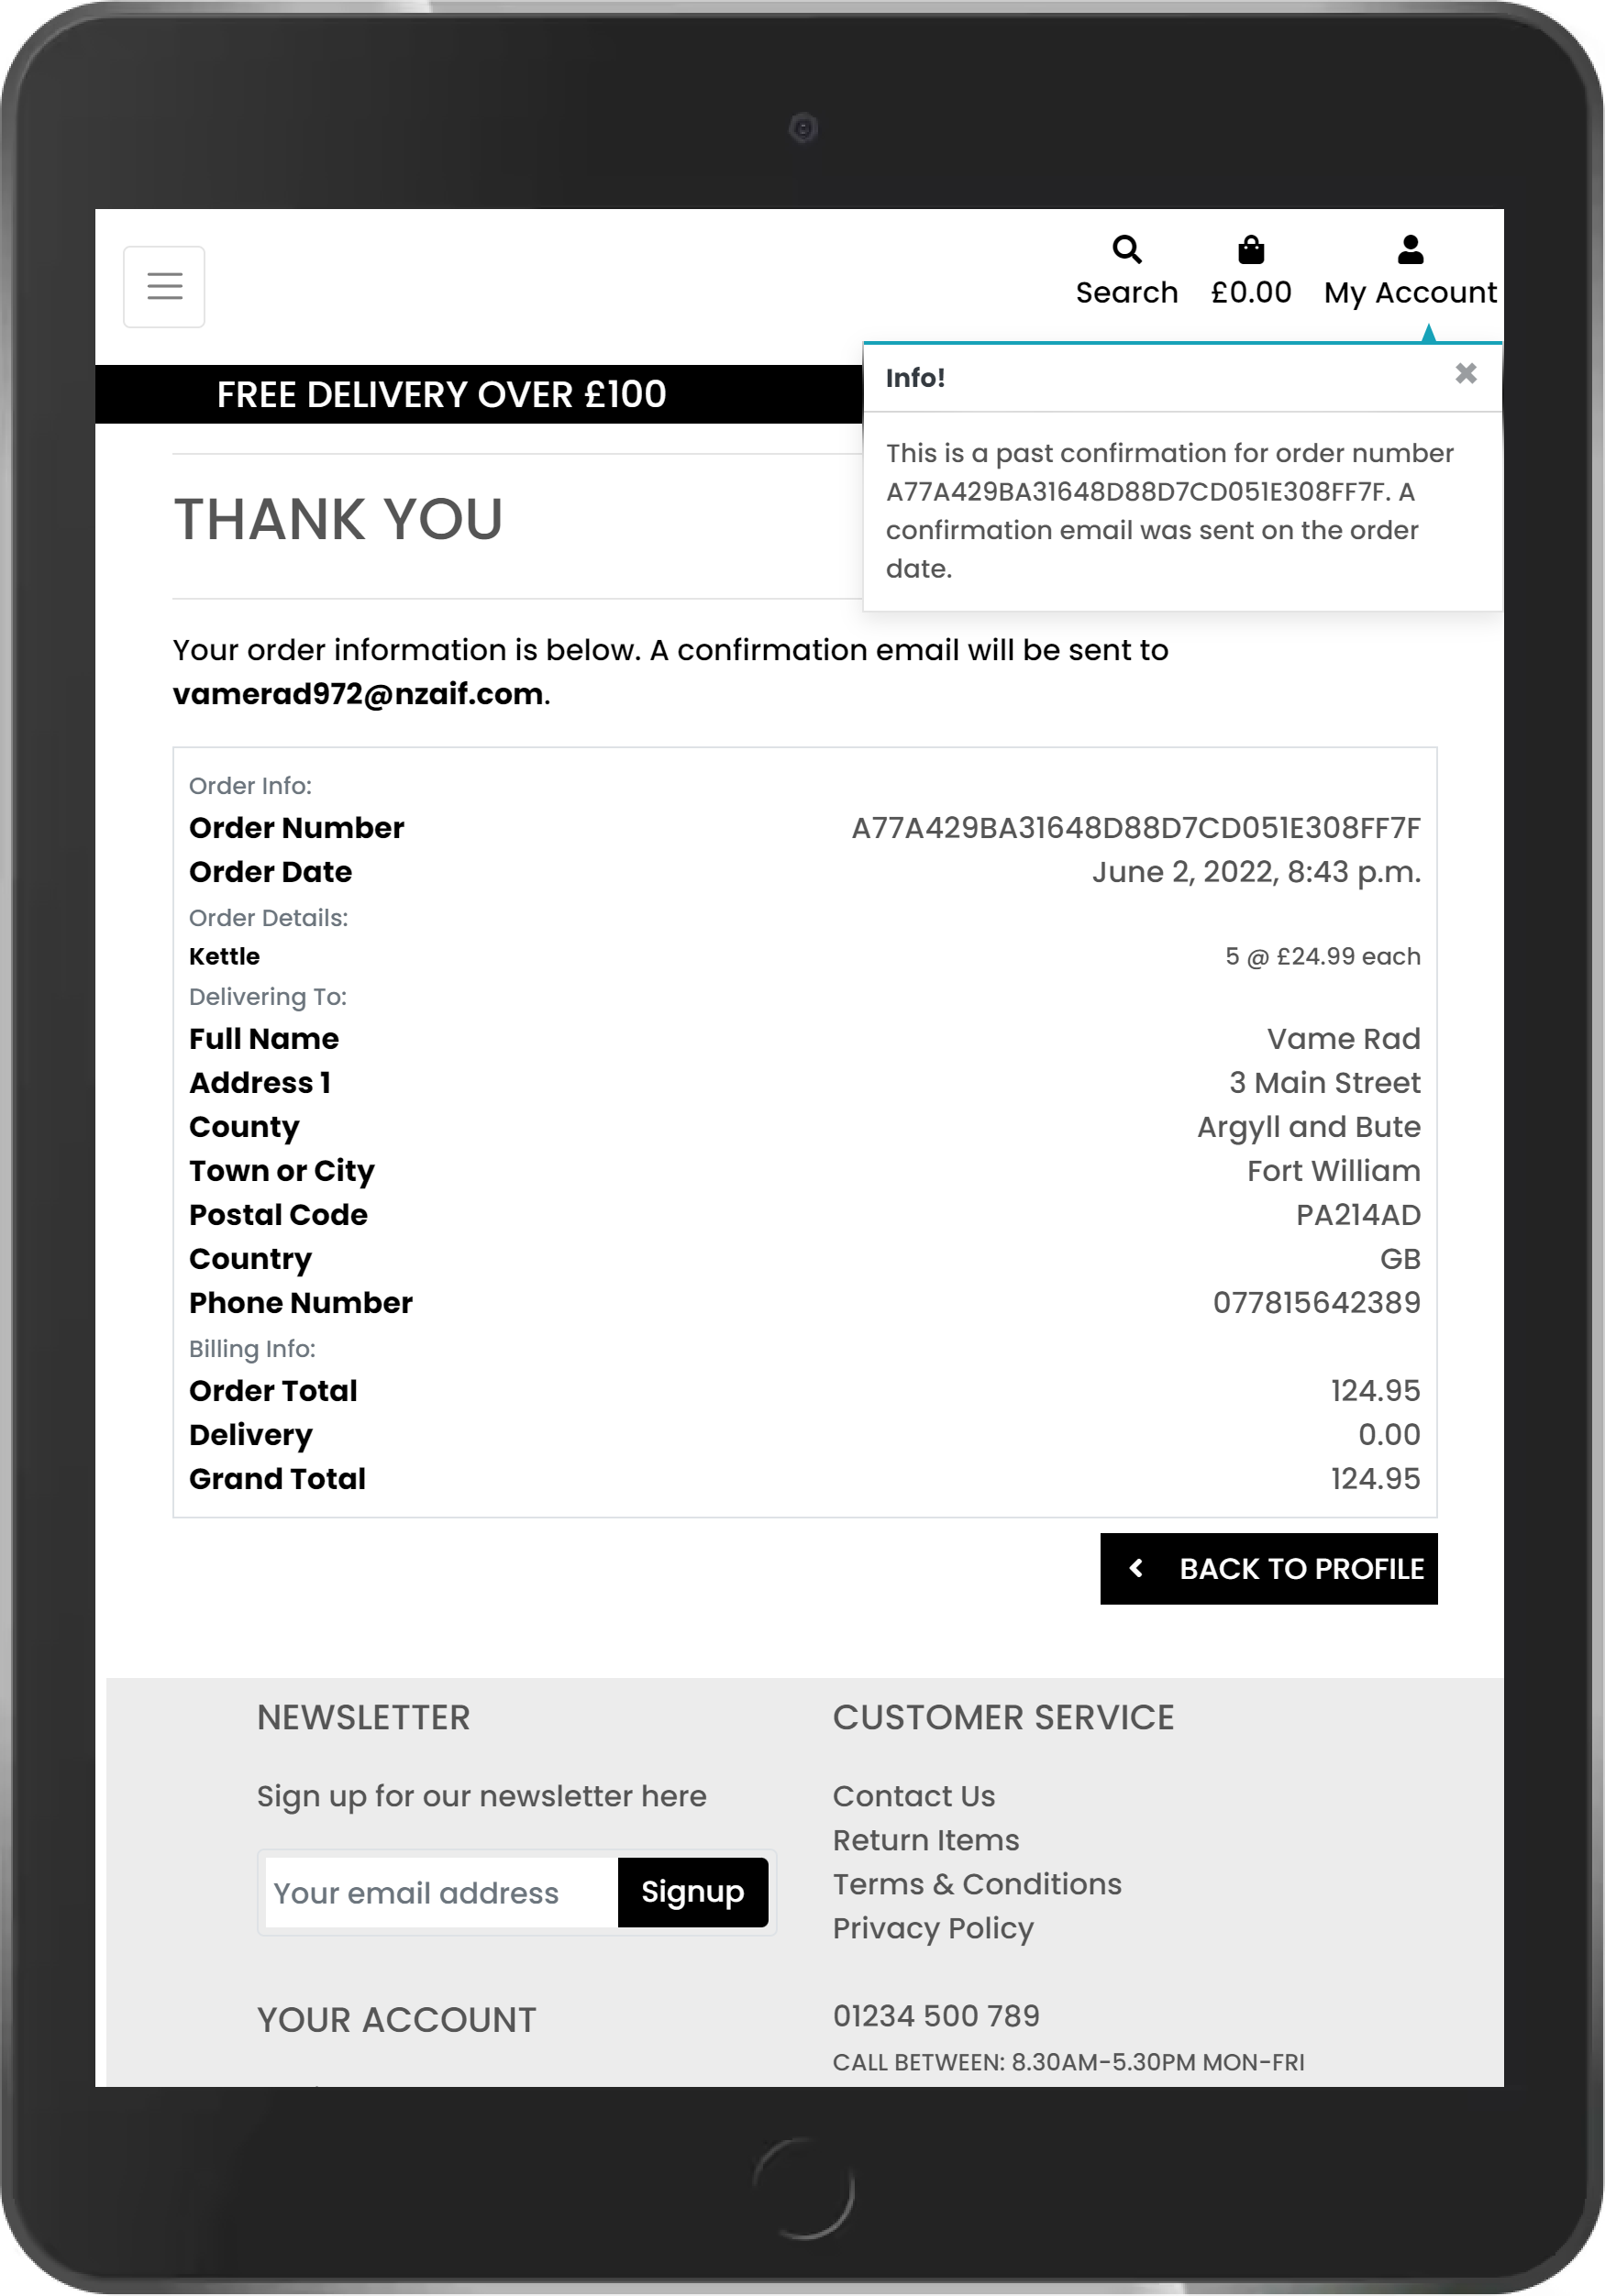 Search £0.00 My Account
FREE DELIVERY OVER £100
Info!
This is a past confirmation for order number
A77A429BA31648D88D7CD051E308FF7F. A
confirmation email was sent on the order
date.
THANK YOU
Your order information is below. A confirmation email will be sent to
vamerad972@nzaif.com.
Order Info:
Order Number A77A429BA31648D88D7CD051E308FF7F
Order Date June 2, 2022, 8:43 p.m.
Order Details:
Kettle 5 @ £24.99 each
Delivering To:
Full Name Vame Rad
Address 1 3 Main Street
County Argyll and Bute
Town or City Fort William
Postal Code PA214AD
Country GB
Phone Number 077815642389
Billing Info:
Order Total 124.95
Delivery 0.00
Grand Total 124.95
BACK TO PROFILE
NEWSLETTER
Sign up for our newsletter here
Your email address Signup
YOUR ACCOUNT
CUSTOMER SERVICE
Contact Us
Return Items
Terms & Conditions
Privacy Policy
01234 500 789
CALL BETWEEN: 8.30AM-5.30PM MON-FRI